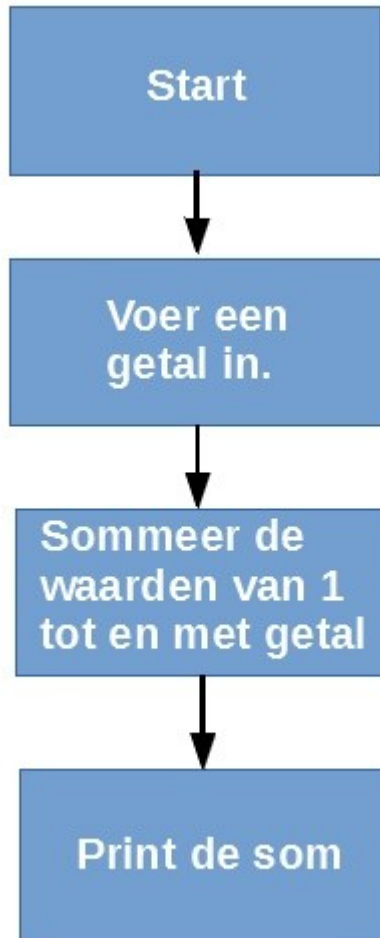 Start
Voer een
getal in.
Sommeer de
waarden van 1
tot en met getal
Print de som